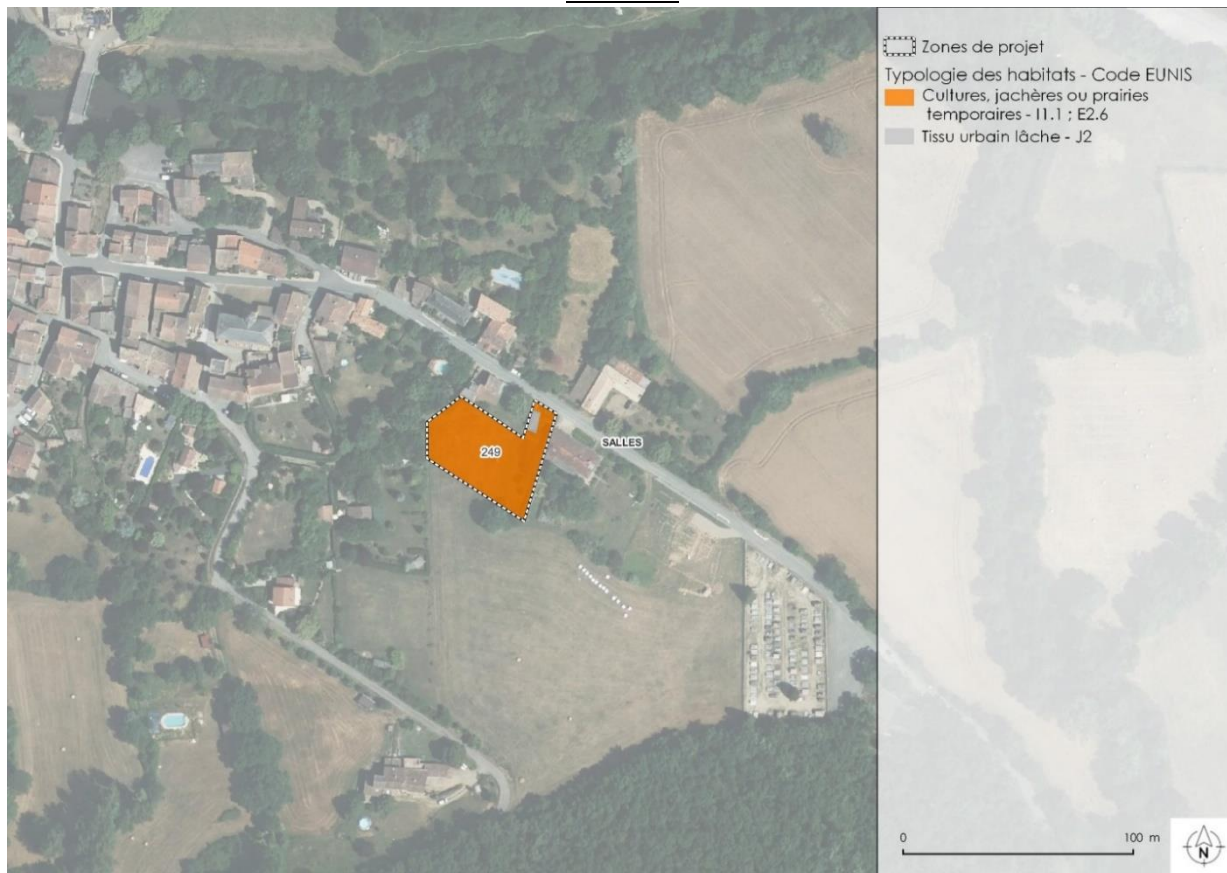 Zones de projet
Typologie des habitats - Code EUNIS
Cultures, jachères ou prairies
temporaires - I1.1 ; E2.6
Tissu urbain lâche - J2
249
SALLES
0 100 m
N